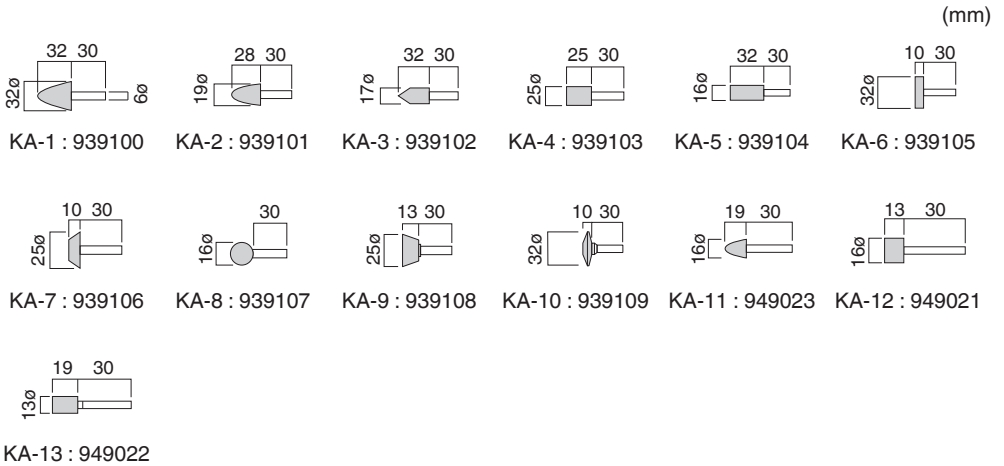 (mm)
32 30
32ø
6ø
KA-1 : 939100
28 30
19ø
KA-2 : 939101
32 30
17ø
KA-3 : 939102
25 30
25ø
KA-4 : 939103
32 30
16ø
KA-5 : 939104
10 30
32ø
KA-6 : 939105
10 30
25ø
KA-7 : 939106
30
16ø
KA-8 : 939107
13 30
25ø
KA-9 : 939108
10 30
32ø
KA-10 : 939109
19 30
16ø
KA-11 : 949023
13 30
16ø
KA-12 : 949021
19 30
13ø
KA-13 : 949022